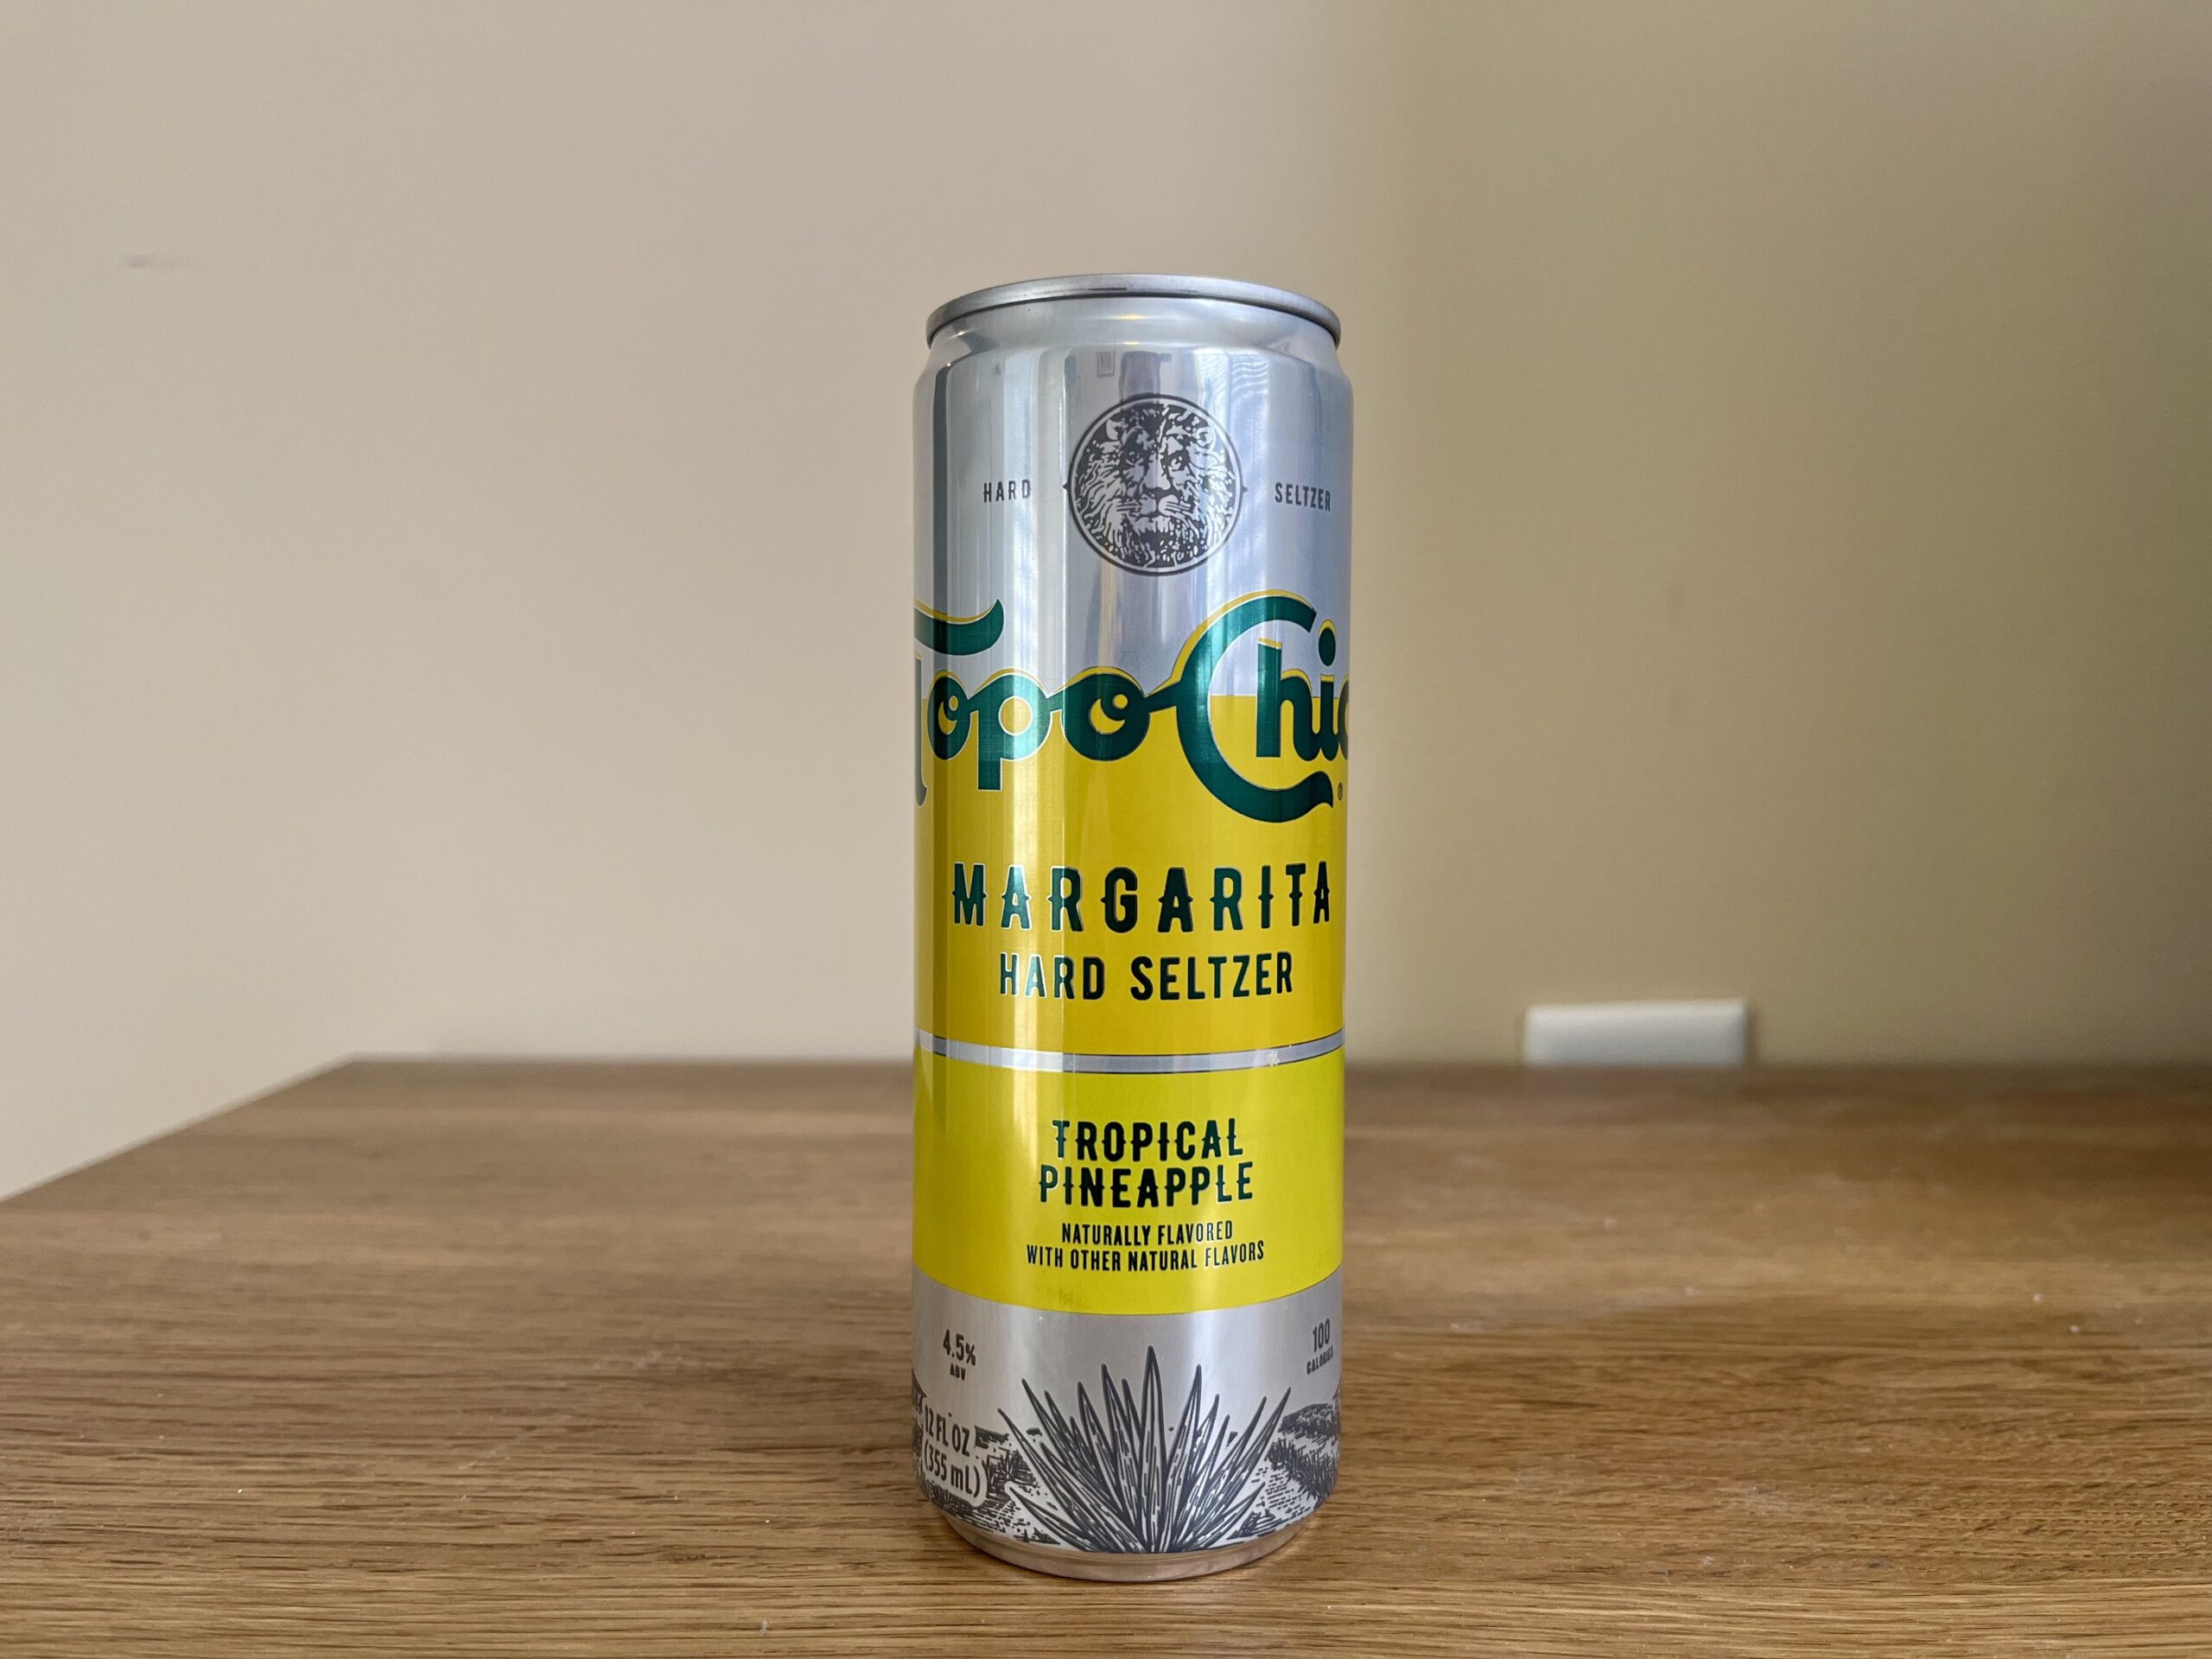 HARD SELTZER
Topo Chic
®
MARGARITA
HARD SELTZER
TROPICAL
PINEAPPLE
NATURALLY FLAVORED
WITH OTHER NATURAL FLAVORS
4.5%
ABV
100
CALORIES
12 FL OZ
(355 mL)